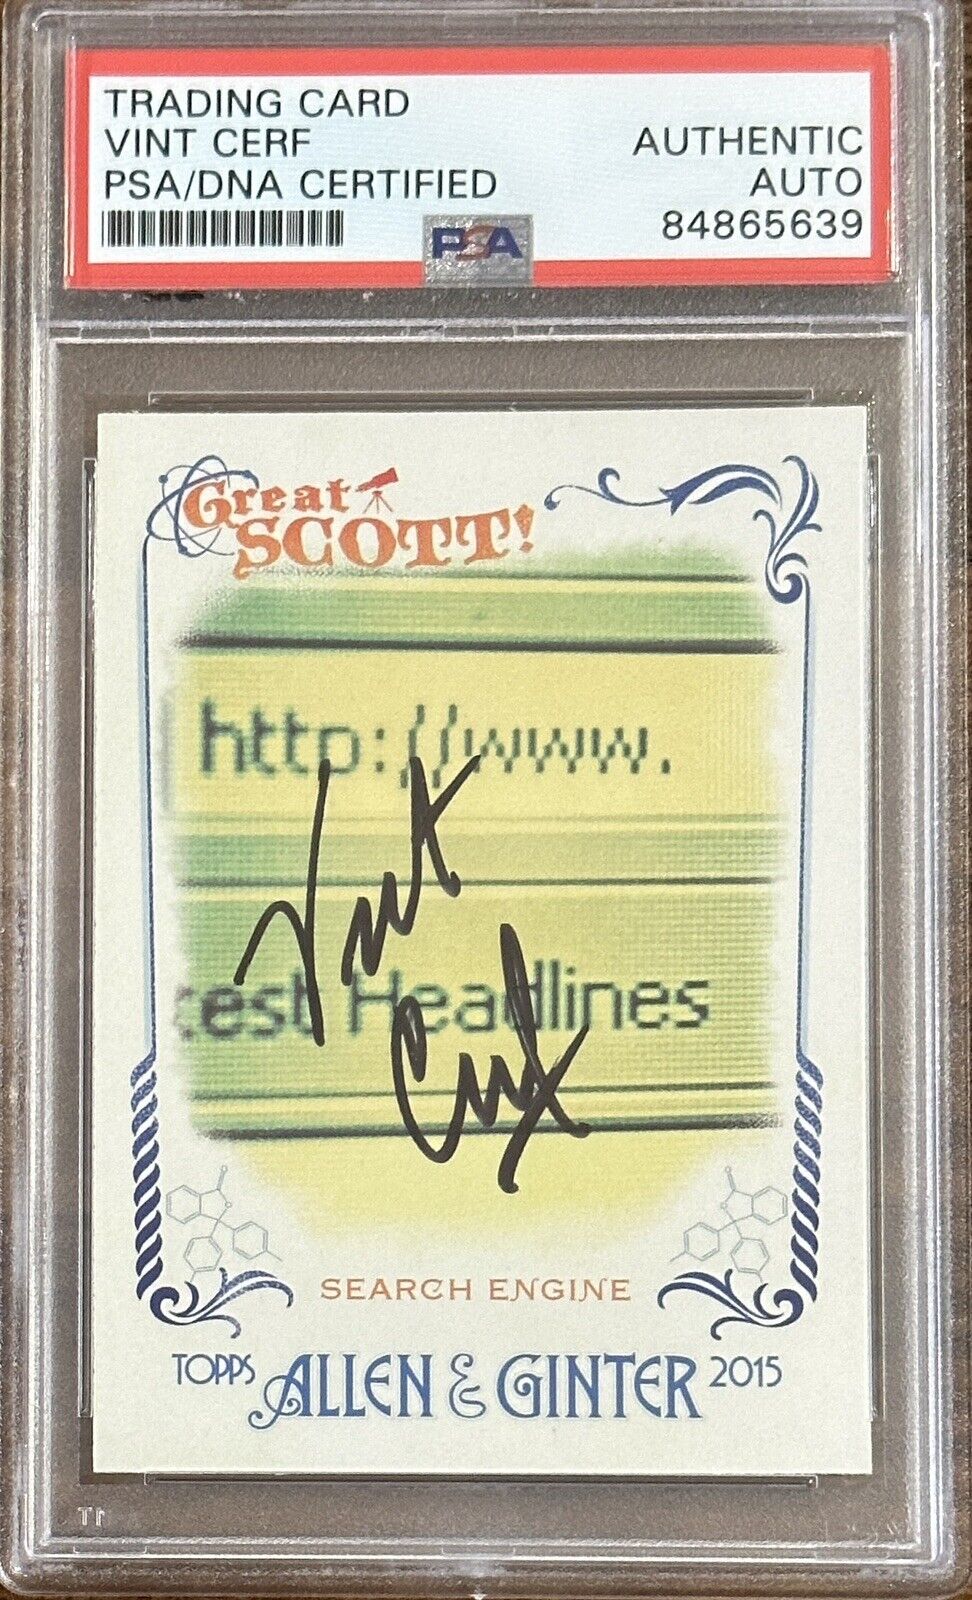 TRADING CARD
VINT CERF
PSA/DNA CERTIFIED
AUTHENTIC
AUTO
84865639
PSA
Great
SCOTT!
http://www.
test Headlines
Vint
Cerf
SEARCH ENGINE
TOPPS ALLEN & GINTER 2015